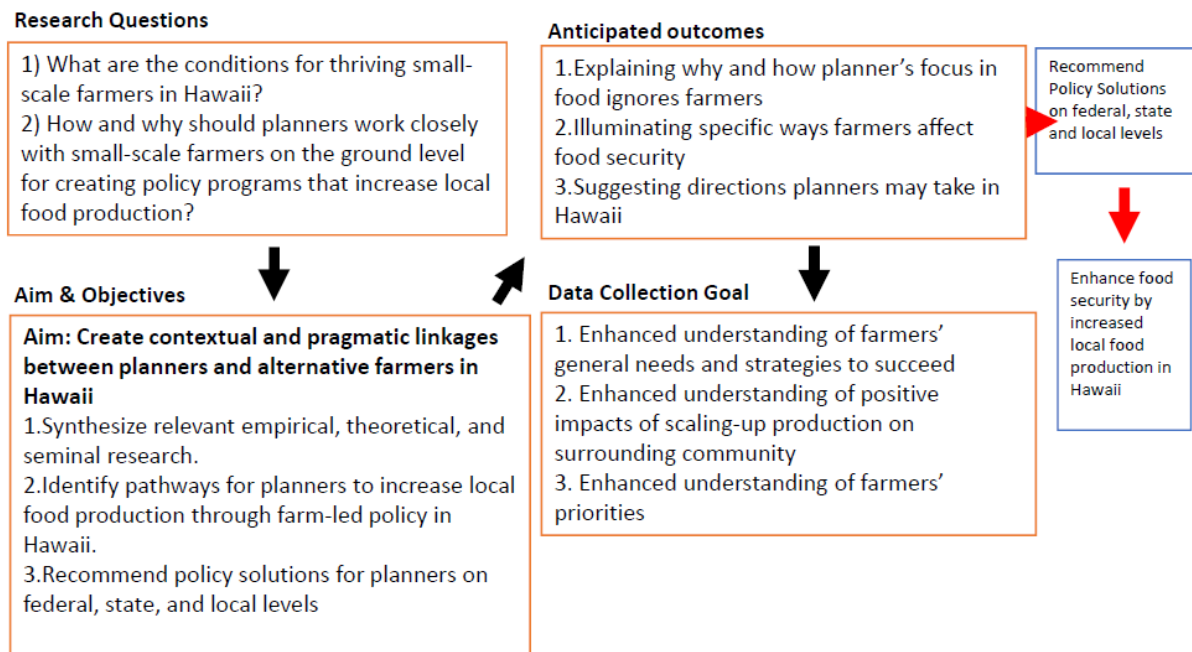 Research Questions
1) What are the conditions for thriving small-
scale farmers in Hawaii?
2) How and why should planners work closely
with small-scale farmers on the ground level
for creating policy programs that increase local
food production?
Aim & Objectives
Aim: Create contextual and pragmatic linkages
between planners and alternative farmers in
Hawaii
1.Synthesize relevant empirical, theoretical, and
seminal research.
2.Identify pathways for planners to increase local
food production through farm-led policy in
Hawaii.
3.Recommend policy solutions for planners on
federal, state, and local levels
Anticipated outcomes
1.Explaining why and how planner’s focus in
food ignores farmers
2.Illuminating specific ways farmers affect
food security
3.Suggesting directions planners may take in
Hawaii
Data Collection Goal
1. Enhanced understanding of farmers’
general needs and strategies to succeed
2. Enhanced understanding of positive
impacts of scaling-up production on
surrounding community
3. Enhanced understanding of farmers’
priorities
Recommend
Policy Solutions
on federal, state
and local levels
Enhance food
security by
increased
local food
production in
Hawaii